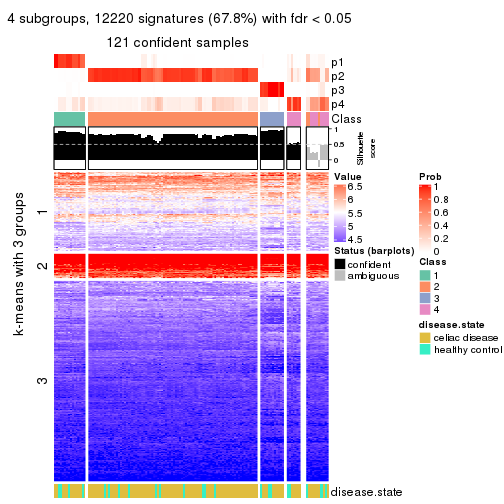 4 subgroups, 12220 signatures (67.8%) with fdr < 0.05
121 confident samples
p1
p2
p3
p4
Class
1
0.5
0
Silhouette
score
k-means with 3 groups
1
2
3
Value
6.5
6
5.5
5
4.5
Status (barplots)
confident
ambiguous
Prob
1
0.8
0.6
0.4
0.2
0
Class
1
2
3
4
disease.state
celiac disease
healthy control
disease.state